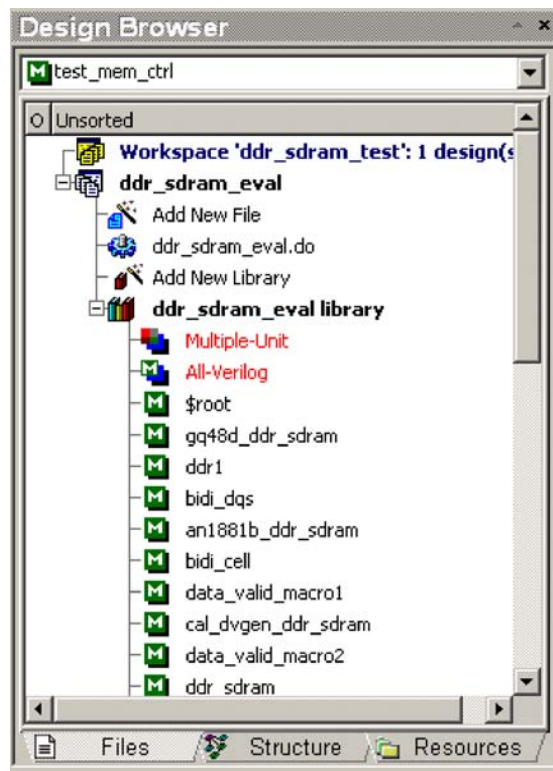 Design Browser
test_mem_ctrl
O Unsorted
Workspace 'ddr_sdram_test': 1 design(s
ddr_sdram_eval
Add New File
ddr_sdram_eval.do
Add New Library
ddr_sdram_eval library
Multiple-Unit
All-Verilog
$root
gq48d_ddr_sdram
ddr1
bidi_dqs
an1881b_ddr_sdram
bidi_cell
data_valid_macro1
cal_dvgen_ddr_sdram
data_valid_macro2
ddr_sdram
Files Structure Resources